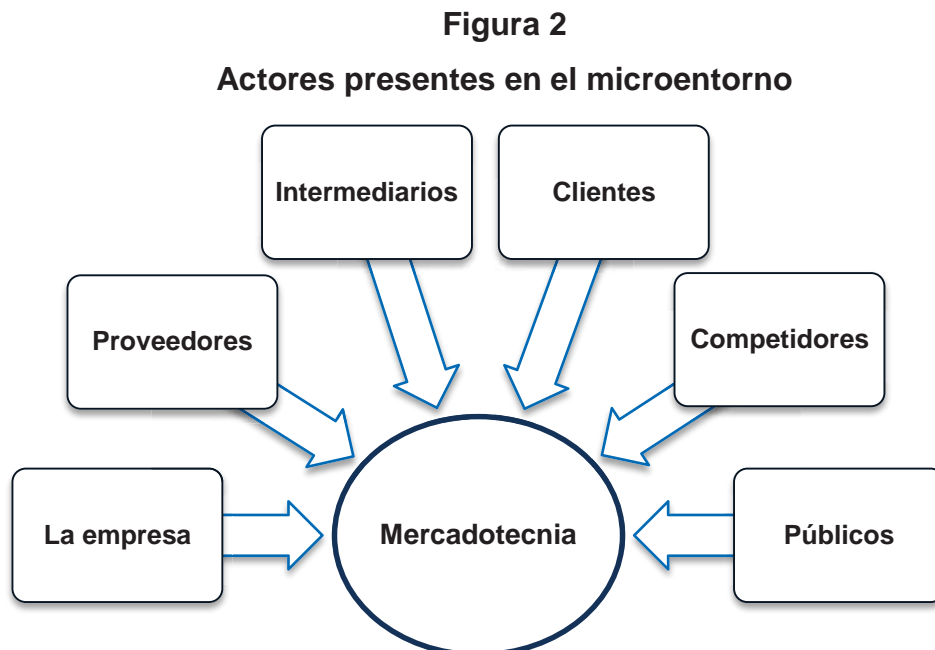 Figura 2
Actores presentes en el microentorno
Intermediarios
Clientes
Proveedores
Competidores
La empresa
Mercadotecnia
Públicos